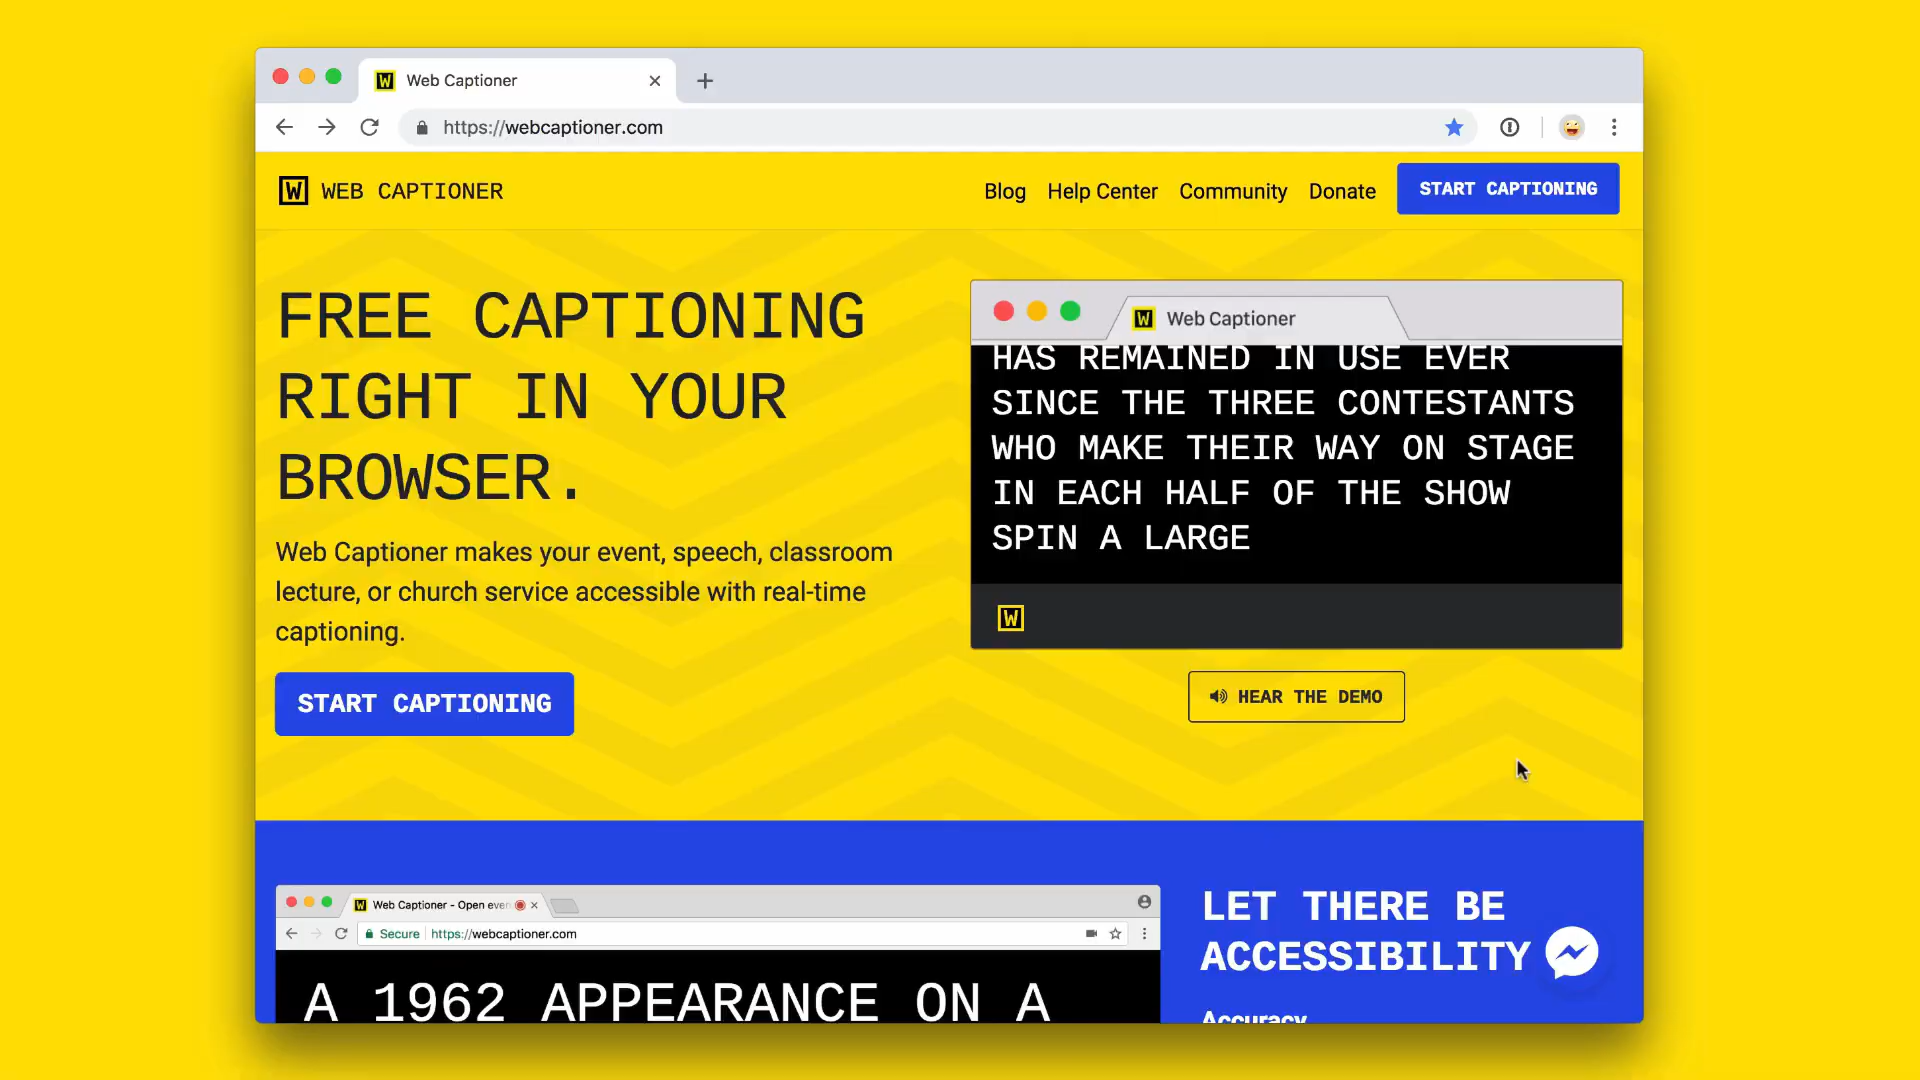 W Web Captioner
https://webcaptioner.com
W WEB CAPTIONER
Blog Help Center Community Donate START CAPTIONING
FREE CAPTIONING
RIGHT IN YOUR
BROWSER.
Web Captioner makes your event, speech, classroom
lecture, or church service accessible with real-time
captioning.
START CAPTIONING
W Web Captioner
HAS REMAINED IN USE EVER
SINCE THE THREE CONTESTANTS
WHO MAKE THEIR WAY ON STAGE
IN EACH HALF OF THE SHOW
SPIN A LARGE
W
HEAR THE DEMO
W Web Captioner - Open even
Secure https://webcaptioner.com
A 1962 APPEARANCE ON A
LET THERE BE
ACCESSIBILITY
Accuracy